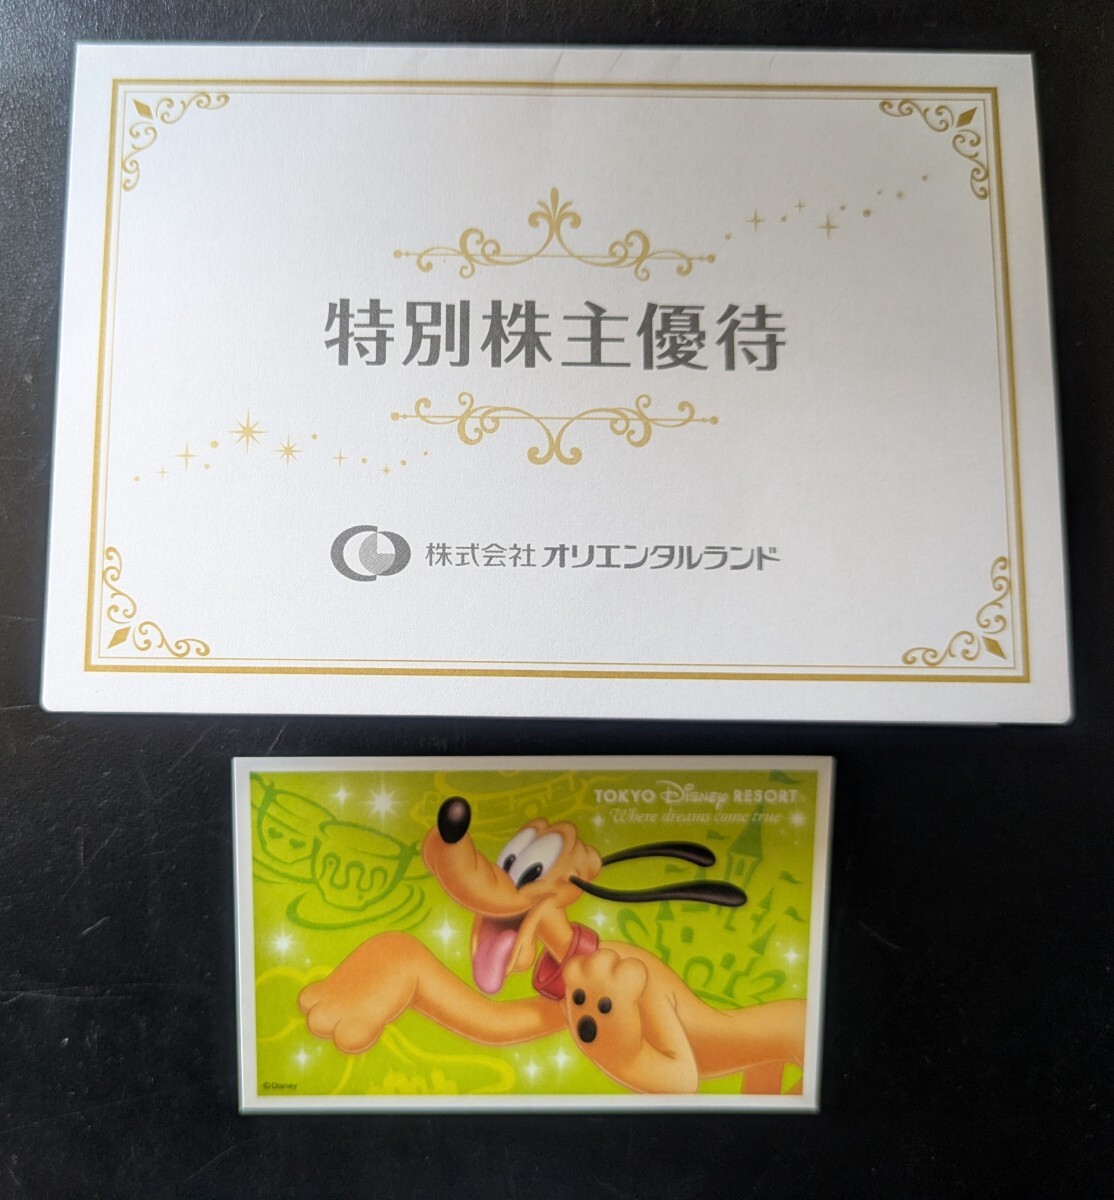 特別株主優待
株式会社オリエンタルランド
TOKYO Disney RESORT
Where dreams come true
©Disney